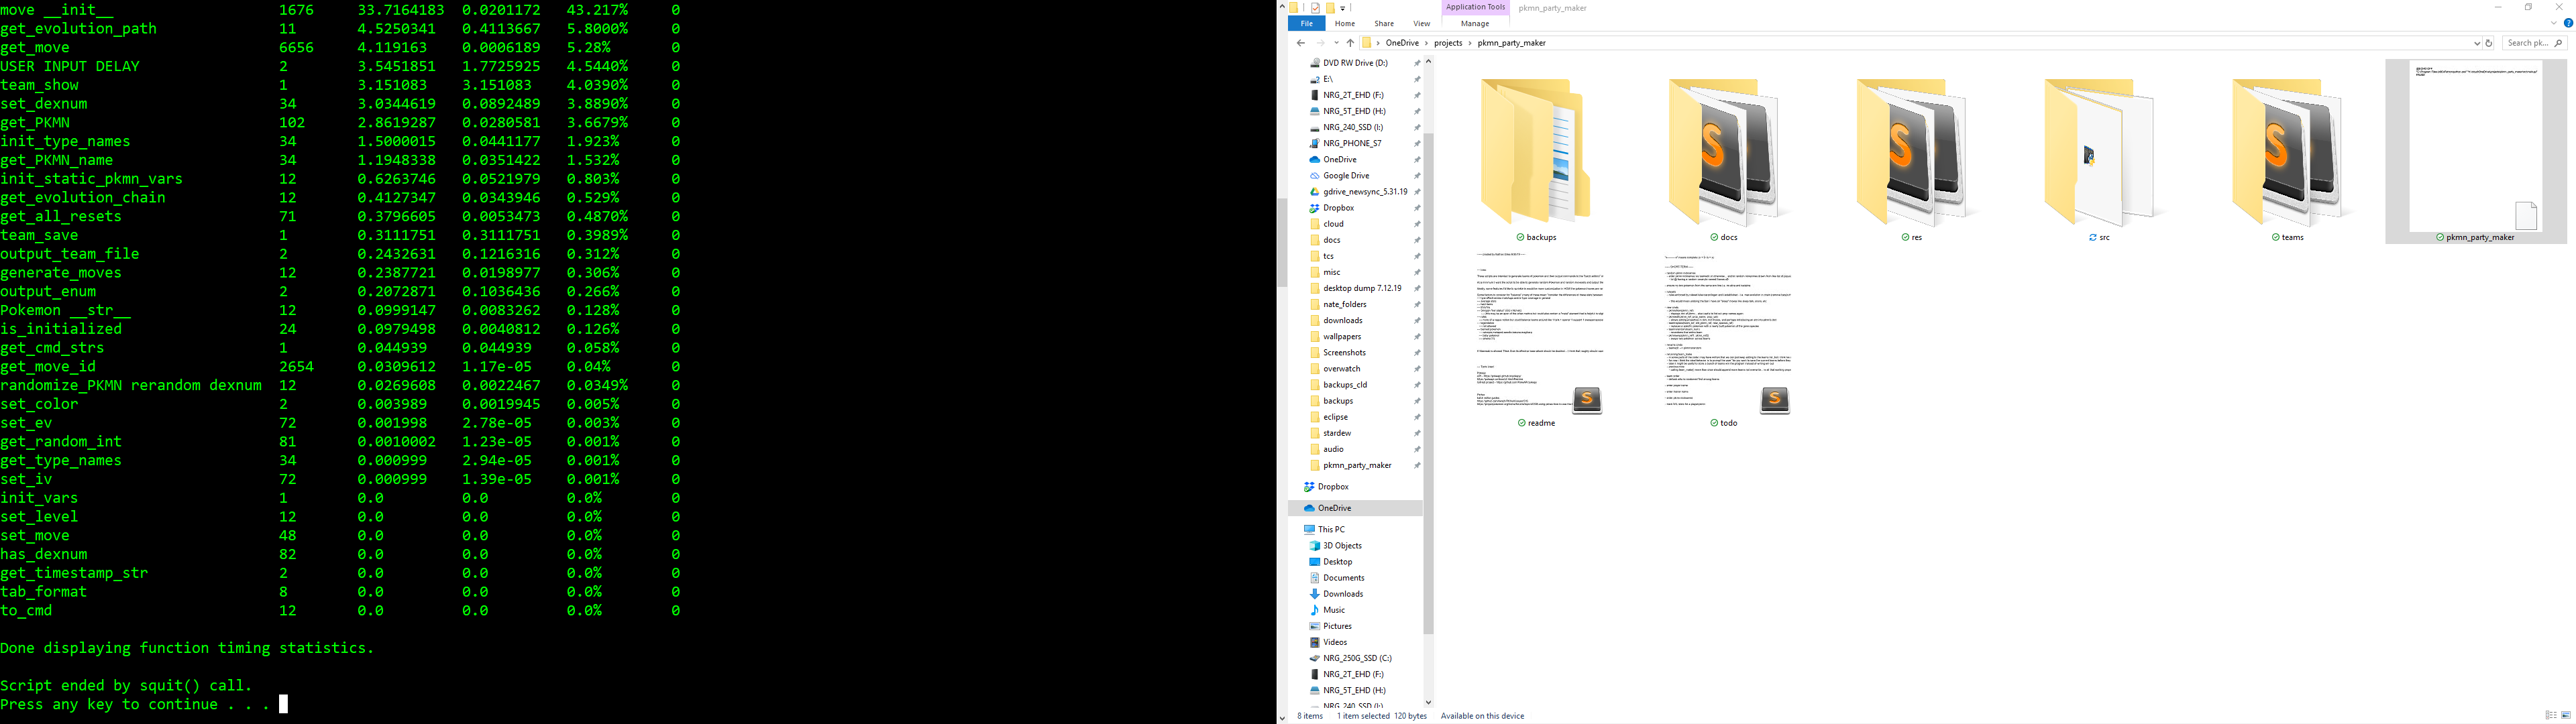 move __init__ 1676 33.7164183 0.0201172 43.217% 0
get_evolution_path 11 4.5250341 0.4113667 5.8000% 0
get_move 6656 4.119163 0.0006189 5.28% 0
USER INPUT DELAY 2 3.5451851 1.7725925 4.5440% 0
team_show 1 3.151083 3.151083 4.0390% 0
set_dexnum 34 3.0344619 0.0892489 3.8890% 0
get_PKMN 102 2.8619287 0.0280581 3.6679% 0
init_type_names 34 1.5000015 0.0441177 1.923% 0
get_PKMN_name 34 1.1948338 0.0351422 1.532% 0
init_static_pkmn_vars 12 0.6263746 0.0521979 0.803% 0
get_evolution_chain 12 0.4127347 0.0343946 0.529% 0
get_all_resets 71 0.3796605 0.0053473 0.4870% 0
team_save 1 0.3111751 0.3111751 0.3989% 0
output_team_file 2 0.2432631 0.1216316 0.312% 0
generate_moves 12 0.2387721 0.0198977 0.306% 0
output_enum 2 0.2072871 0.1036436 0.266% 0
Pokemon __str__ 12 0.0999147 0.0083262 0.128% 0
is_initialized 24 0.0979498 0.0040812 0.126% 0
get_cmd_strs 1 0.044939 0.044939 0.058% 0
get_move_id 2654 0.0309612 1.17e-05 0.04% 0
randomize_PKMN rerandom dexnum 12 0.0269608 0.0022467 0.0349% 0
set_color 2 0.003989 0.0019945 0.005% 0
set_ev 72 0.001998 2.78e-05 0.003% 0
get_random_int 81 0.0010002 1.23e-05 0.001% 0
get_type_names 34 0.000999 2.94e-05 0.001% 0
set_iv 72 0.000999 1.39e-05 0.001% 0
init_vars 1 0.0 0.0 0.0% 0
set_level 12 0.0 0.0 0.0% 0
set_move 48 0.0 0.0 0.0% 0
has_dexnum 82 0.0 0.0 0.0% 0
get_timestamp_str 2 0.0 0.0 0.0% 0
tab_format 8 0.0 0.0 0.0% 0
to_cmd 12 0.0 0.0 0.0% 0
Done displaying function timing statistics.
Script ended by squit() call.
Press any key to continue . . .
Application Tools pkmn_party_maker
File Home Share View Manage
OneDrive › projects › pkmn_party_maker
Search pk...
DVD RW Drive (D:)
E:\
NRG_2T_EHD (F:)
NRG_5T_EHD (H:)
NRG_240_SSD (I:)
NRG_PHONE_S7
OneDrive
Google Drive
gdrive_newsync_5.31.19
Dropbox
cloud
docs
tcs
misc
desktop dump 7.12.19
nate_folders
downloads
wallpapers
Screenshots
overwatch
backups_cld
backups
eclipse
stardew
audio
pkmn_party_maker
Dropbox
OneDrive
This PC
3D Objects
Desktop
Documents
Downloads
Music
Pictures
Videos
NRG_250G_SSD (C:)
NRG_2T_EHD (F:)
NRG_5T_EHD (H:)
NRG_240_SSD (I:)
backups docs res src teams pkmn_party_maker
readme todo
8 items 1 item selected 120 bytes Available on this device